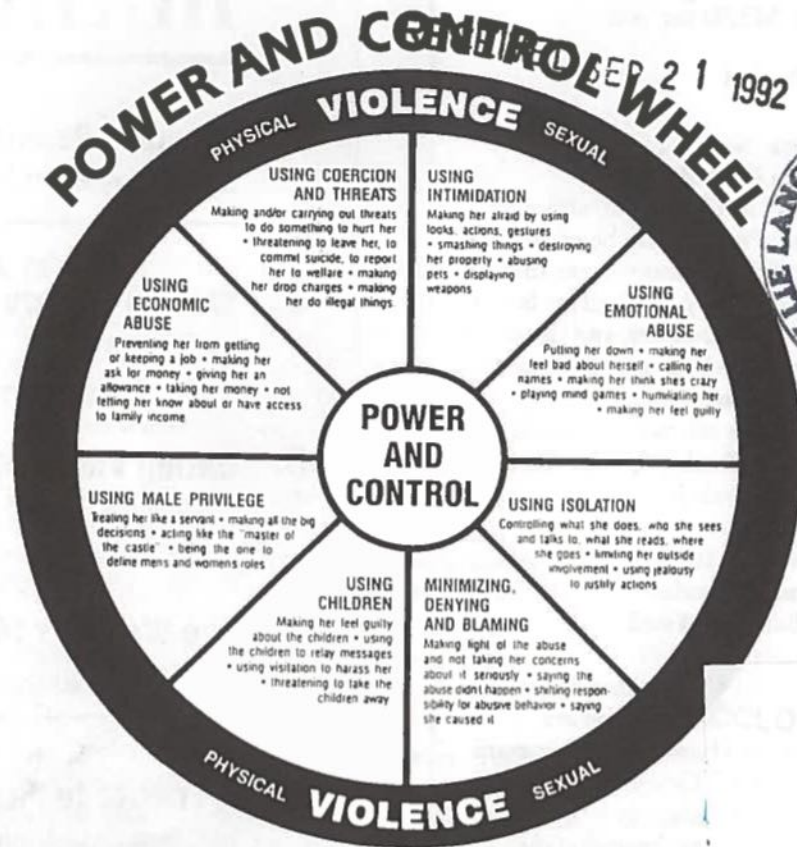 POWER AND CONTROL WHEEL
SEP 21 1992
PHYSICAL VIOLENCE SEXUAL
USING COERCION
AND THREATS
Making and/or carrying out threats
to do something to hurt her
• threatening to leave her, to
commit suicide, to report
her to welfare • making
her drop charges • making
her do illegal things.
USING
INTIMIDATION
Making her afraid by using
looks, actions, gestures
• smashing things • destroying
her property • abusing
pets • displaying
weapons
USING
EMOTIONAL
ABUSE
Putting her down • making her
feel bad about herself • calling her
names • making her think shes crazy
• playing mind games • humiliating her
• making her feel guilty
USING ISOLATION
Controlling what she does, who she sees
and talks to, what she reads, where
she goes • limiting her outside
involvement • using jealousy
to justify actions
MINIMIZING,
DENYING
AND BLAMING
Making light of the abuse
and not taking her concerns
about it seriously • saying the
abuse didnt happen • shifting respon-
sibility for abusive behavior • saying
she caused it
USING
CHILDREN
Making her feel guilty
about the children • using
the children to relay messages
• using visitation to harass her
• threatening to take the
children away
USING MALE PRIVILEGE
Treating her like a servant • making all the big
decisions • acting like the "master of
the castle" • being the one to
define mens and womens roles
USING
ECONOMIC
ABUSE
Preventing her from getting
or keeping a job • making her
ask for money • giving her an
allowance • taking her money • not
letting her know about or have access
to family income
POWER
AND
CONTROL
PHYSICAL VIOLENCE SEXUAL